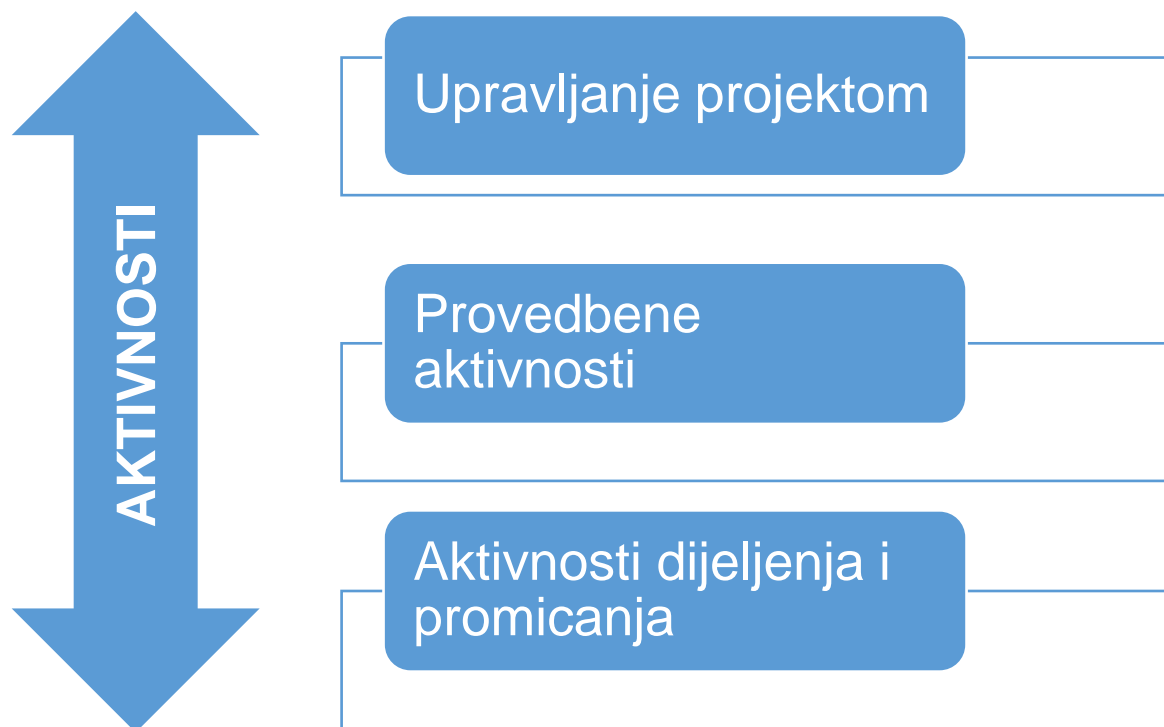 AKTIVNOSTI
Upravljanje projektom
Provedbene
aktivnosti
Aktivnosti dijeljenja i
promicanja